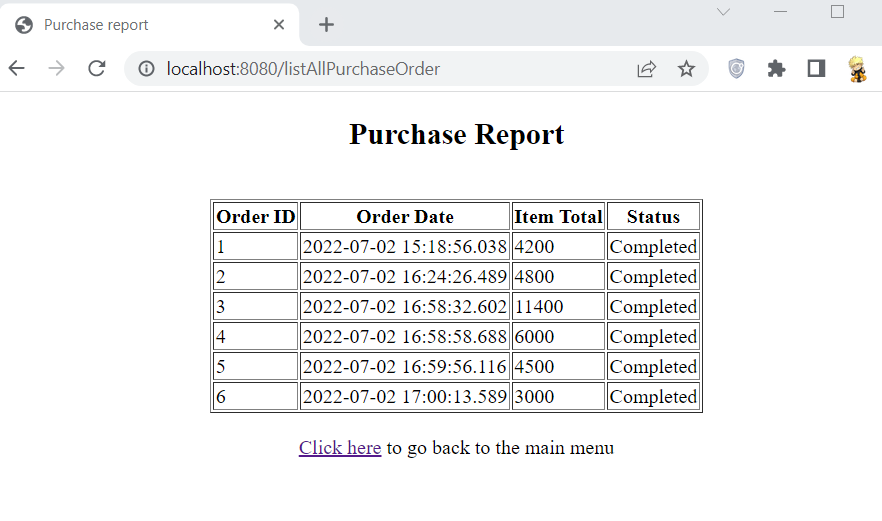 Purchase report
localhost:8080/listAllPurchaseOrder
Purchase Report
Order ID Order Date Item Total Status
1 2022-07-02 15:18:56.038 4200 Completed
2 2022-07-02 16:24:26.489 4800 Completed
3 2022-07-02 16:58:32.602 11400 Completed
4 2022-07-02 16:58:58.688 6000 Completed
5 2022-07-02 16:59:56.116 4500 Completed
6 2022-07-02 17:00:13.589 3000 Completed
Click here to go back to the main menu